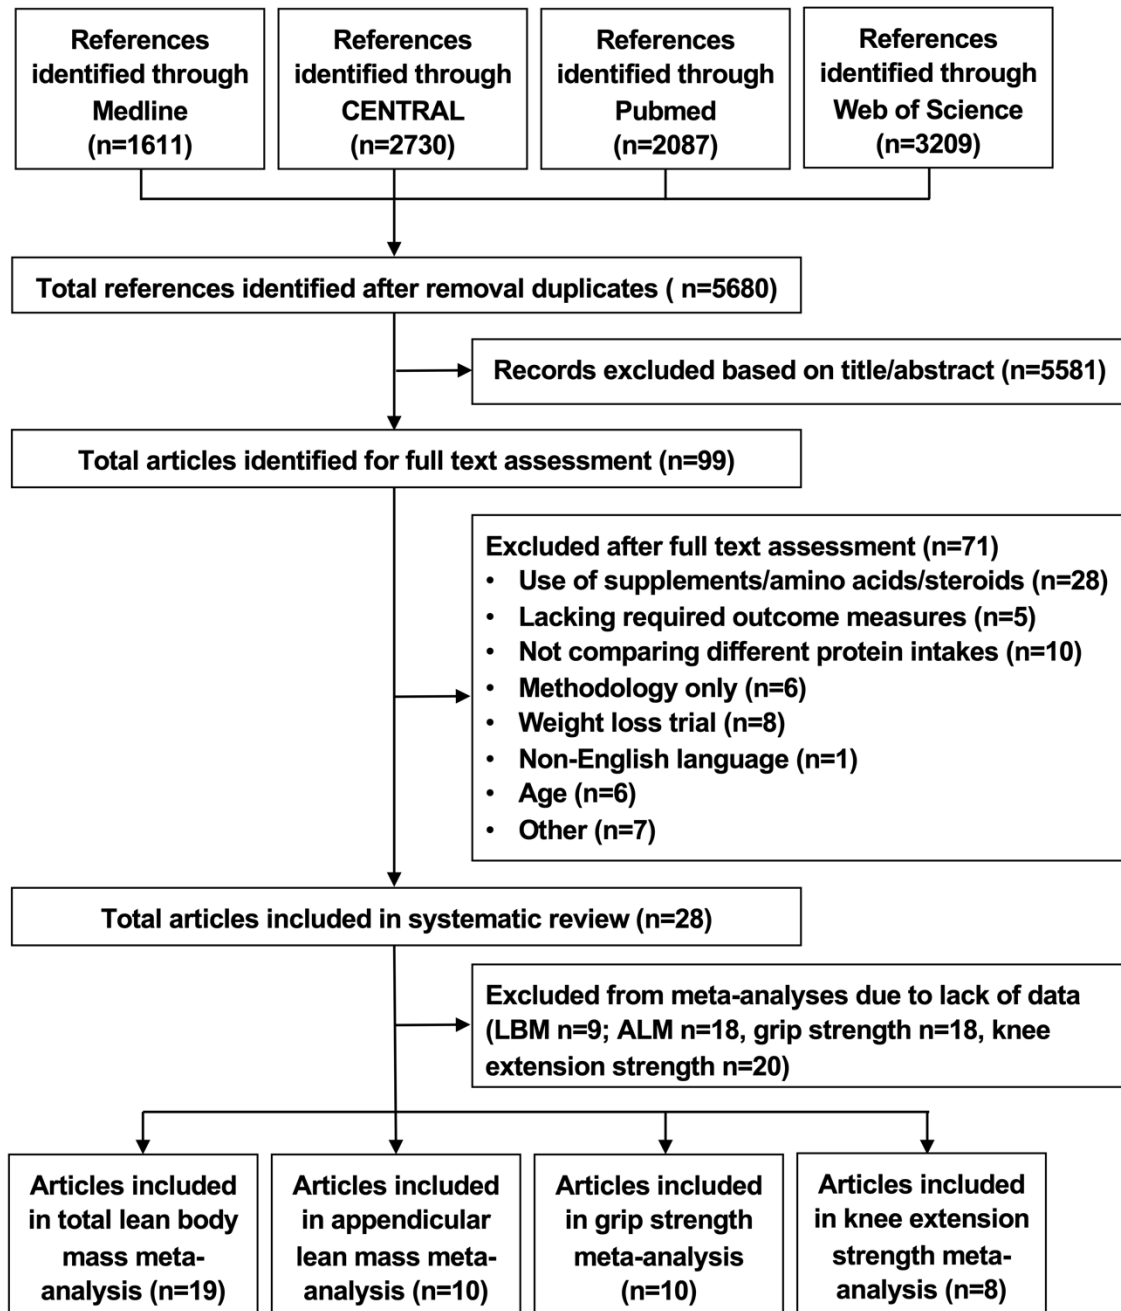 References
identified through
Medline
(n=1611)
References
identified through
CENTRAL
(n=2730)
References
identified through
Pubmed
(n=2087)
References
identified through
Web of Science
(n=3209)
Total references identified after removal duplicates ( n=5680)
Records excluded based on title/abstract (n=5581)
Total articles identified for full text assessment (n=99)
Excluded after full text assessment (n=71)
• Use of supplements/amino acids/steroids (n=28)
• Lacking required outcome measures (n=5)
• Not comparing different protein intakes (n=10)
• Methodology only (n=6)
• Weight loss trial (n=8)
• Non-English language (n=1)
• Age (n=6)
• Other (n=7)
Total articles included in systematic review (n=28)
Excluded from meta-analyses due to lack of data
(LBM n=9; ALM n=18, grip strength n=18, knee
extension strength n=20)
Articles included
in total lean body
mass meta-
analysis (n=19)
Articles included
in appendicular
lean mass meta-
analysis (n=10)
Articles included
in grip strength
meta-analysis
(n=10)
Articles included
in knee extension
strength meta-
analysis (n=8)